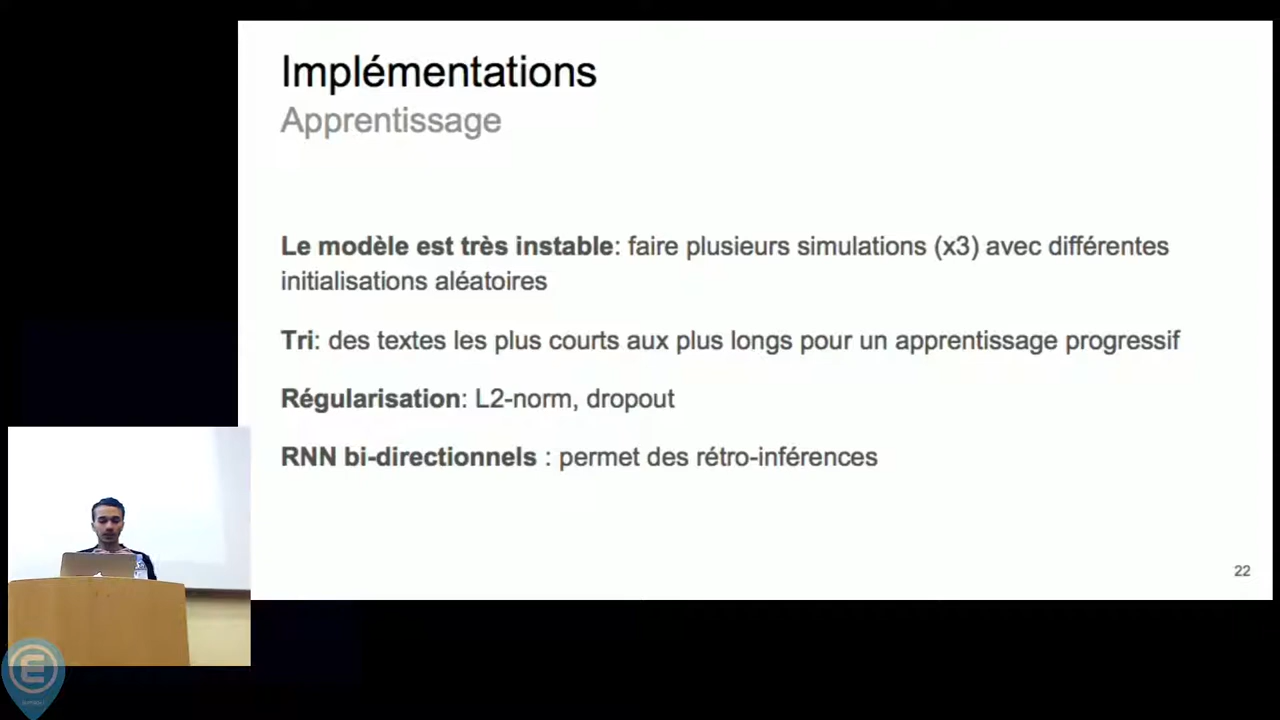 Implémentations
Apprentissage
Le modèle est très instable: faire plusieurs simulations (x3) avec différentes
initialisations aléatoires
Tri: des textes les plus courts aux plus longs pour un apprentissage progressif
Régularisation: L2-norm, dropout
RNN bi-directionnels : permet des rétro-inférences
22